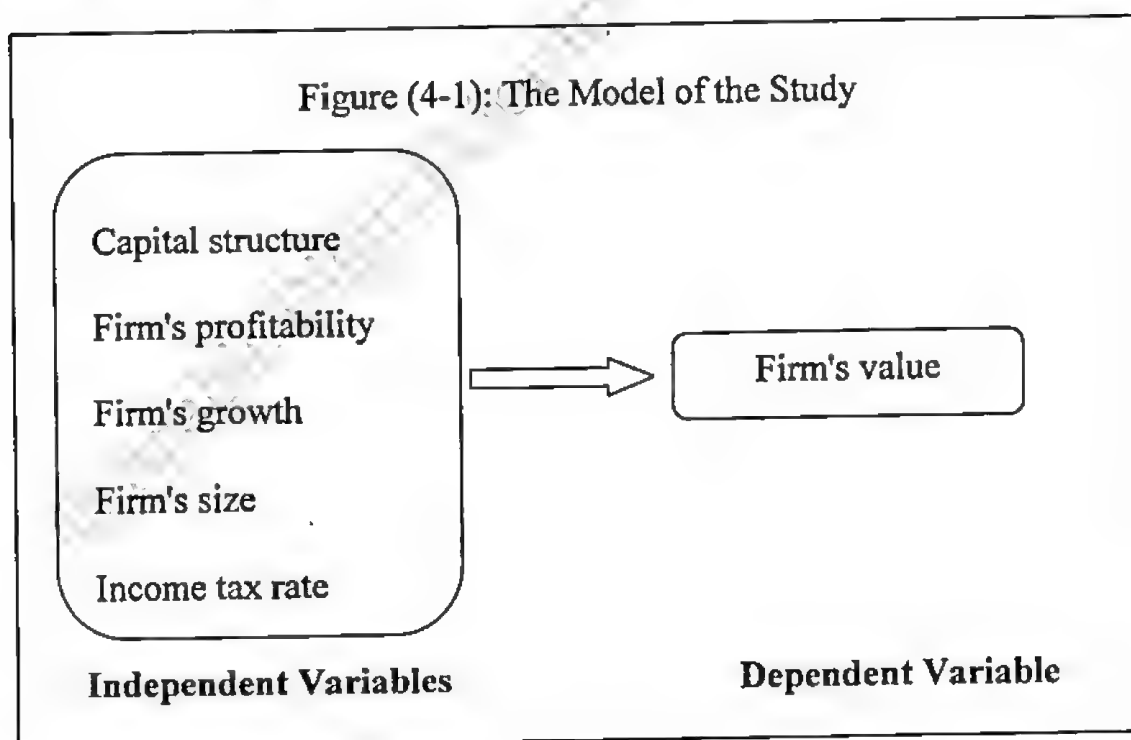 Figure (4-1): The Model of the Study
Capital structure
Firm's profitability
Firm's growth
Firm's size
Income tax rate
Firm's value
Independent Variables
Dependent Variable